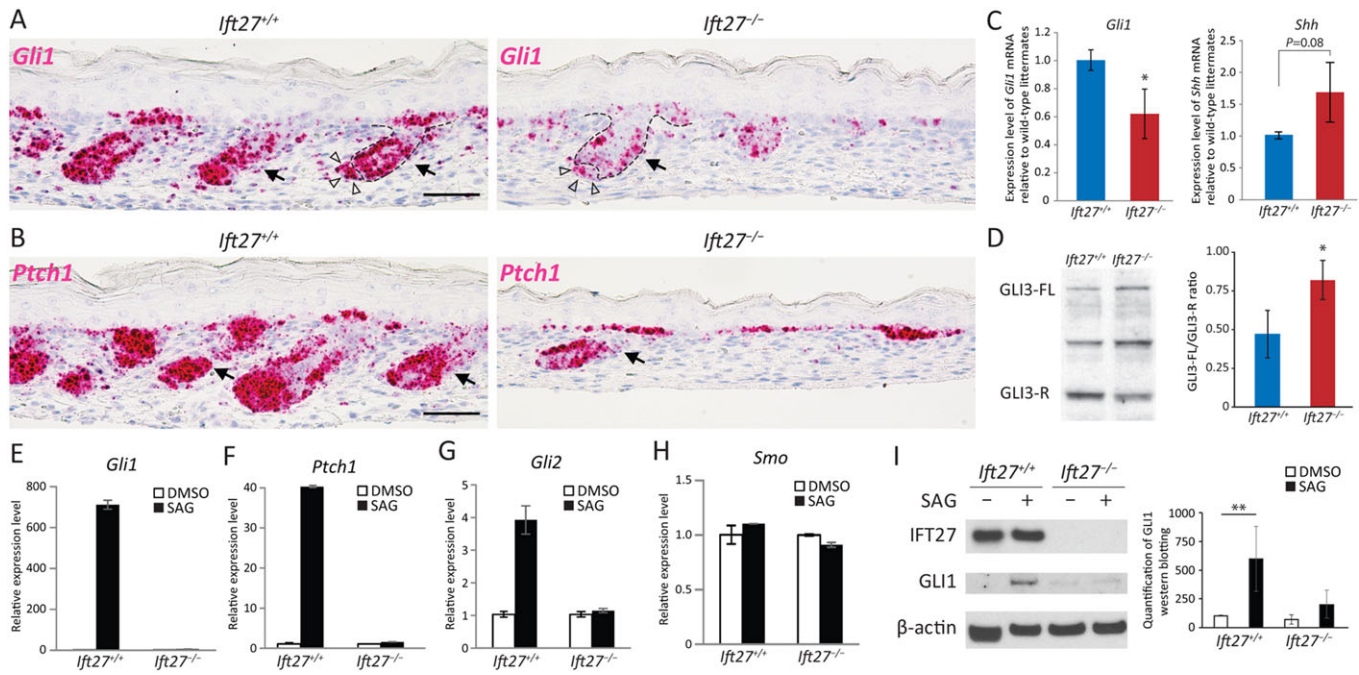 A
Ift27+/+
Ift27−/−
Gli1
Gli1
B
Ift27+/+
Ift27−/−
Ptch1
Ptch1
C
Gli1
Expression level of Gli1 mRNA
relative to wild-type littermates
1.2
1.0
0.8
0.6
0.4
0.2
0
*
Ift27+/+
Ift27−/−
Shh
Expression level of Shh mRNA
relative to wild-type littermates
2.5
2.0
1.5
1.0
0.5
0
P=0.08
Ift27+/+
Ift27−/−
D
Ift27+/+ Ift27−/−
GLI3-FL
GLI3-R
GLI3-FL/GLI3-R ratio
1.00
0.75
0.50
0.25
0.00
*
Ift27+/+
Ift27−/−
E
Gli1
Relative expression level
800
600
400
200
0
DMSO
SAG
Ift27+/+
Ift27−/−
F
Ptch1
Relative expression level
40
30
20
10
0
DMSO
SAG
Ift27+/+
Ift27−/−
G
Gli2
Relative expression level
5
4
3
2
1
0
DMSO
SAG
Ift27+/+
Ift27−/−
H
Smo
Relative expression level
1.5
1.0
0.5
0
DMSO
SAG
Ift27+/+
Ift27−/−
I
Ift27+/+ Ift27−/−
SAG − + − +
IFT27
GLI1
β-actin
DMSO
SAG
Quantification of GLI1
western blotting
1000
750
500
250
0
**
Ift27+/+
Ift27−/−